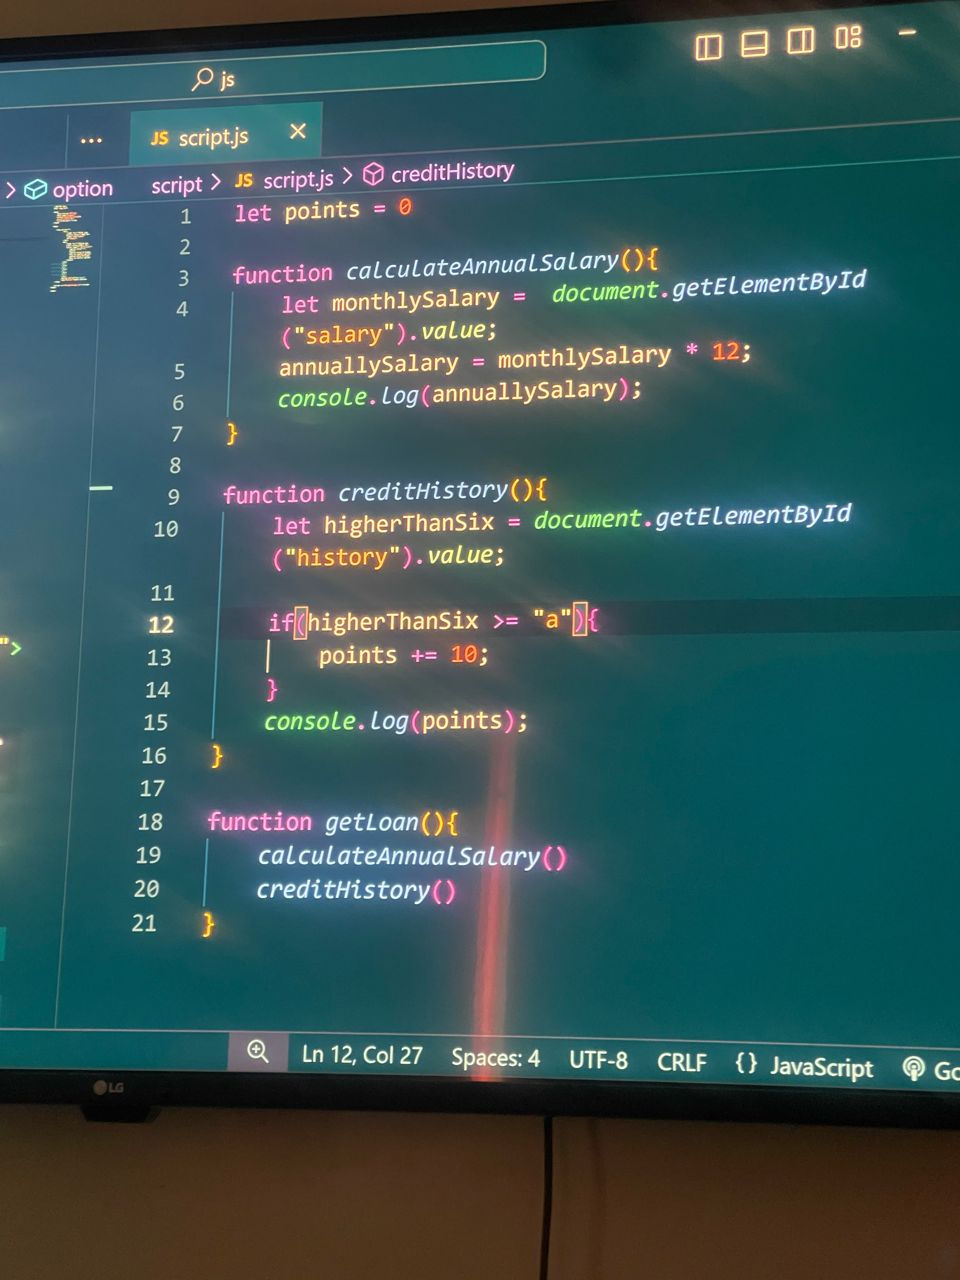 js
JS script.js ×
> option script > JS script.js > creditHistory
1 let points = 0
2
3 function calculateAnnualSalary(){
4 let monthlySalary = document.getElementById
("salary").value;
5 annuallySalary = monthlySalary * 12;
6 console.log(annuallySalary);
7 }
8
9 function creditHistory(){
10 let higherThanSix = document.getElementById
("history").value;
11
12 if(higherThanSix >= "a"){
13 points += 10;
14 }
15 console.log(points);
16 }
17
18 function getLoan(){
19 calculateAnnualSalary()
20 creditHistory()
21 }
">
Ln 12, Col 27 Spaces: 4 UTF-8 CRLF {} JavaScript Go
LG